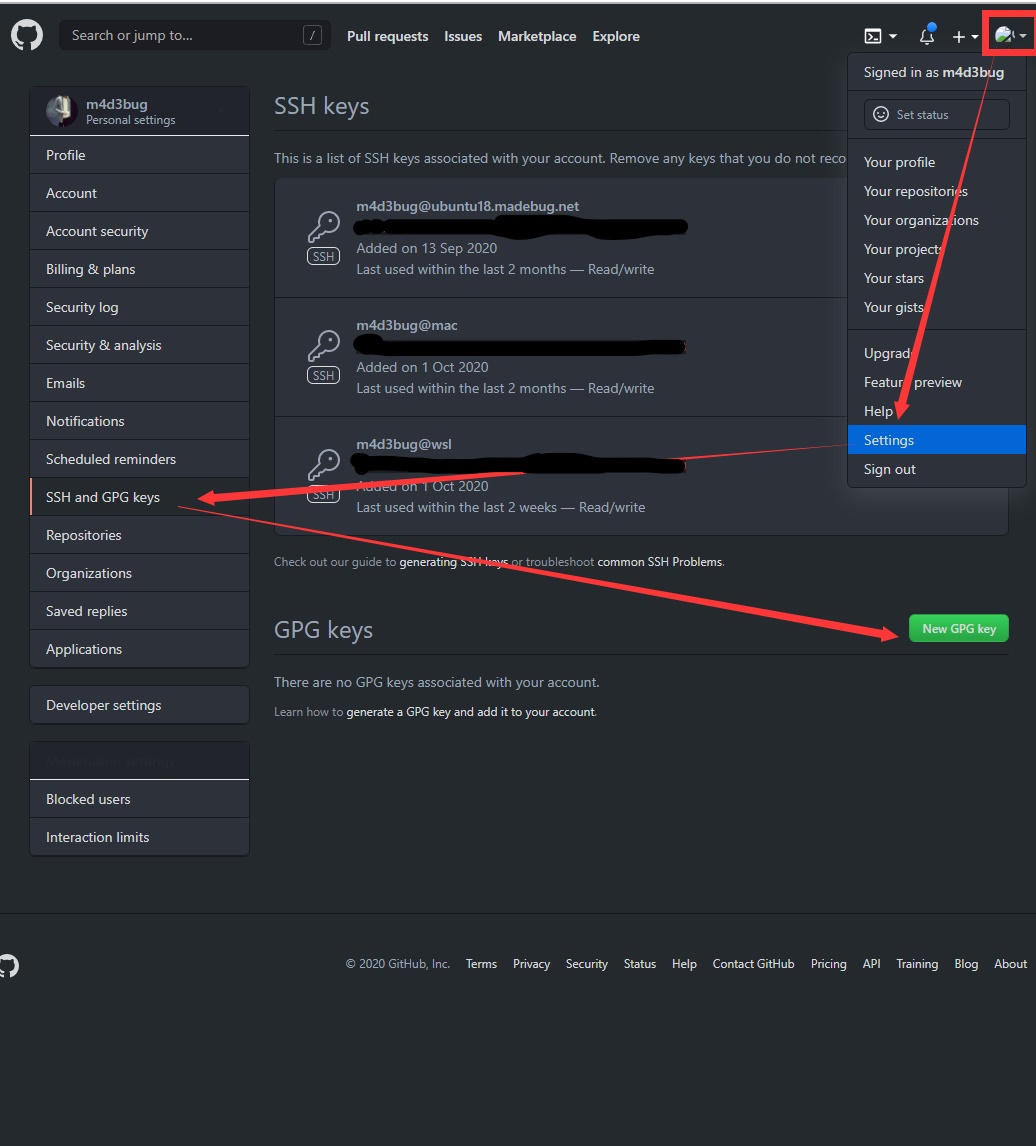 Search or jump to... /
Pull requests Issues Marketplace Explore
Signed in as m4d3bug
Set status
Your profile
Your repositories
Your organizations
Your projects
Your stars
Your gists
Upgrade
Feature preview
Help
Settings
Sign out
m4d3bug
Personal settings
Profile
Account
Account security
Billing & plans
Security log
Security & analysis
Emails
Notifications
Scheduled reminders
SSH and GPG keys
Repositories
Organizations
Saved replies
Applications
Developer settings
Moderation settings
Blocked users
Interaction limits
SSH keys
This is a list of SSH keys associated with your account. Remove any keys that you do not reco
m4d3bug@ubuntu18.madebug.net
SSH
Added on 13 Sep 2020
Last used within the last 2 months — Read/write
m4d3bug@mac
SSH
Added on 1 Oct 2020
Last used within the last 2 months — Read/write
m4d3bug@wsl
SSH
Added on 1 Oct 2020
Last used within the last 2 weeks — Read/write
Check out our guide to generating SSH keys or troubleshoot common SSH Problems.
GPG keys
New GPG key
There are no GPG keys associated with your account.
Learn how to generate a GPG key and add it to your account.
© 2020 GitHub, Inc. Terms Privacy Security Status Help Contact GitHub Pricing API Training Blog About